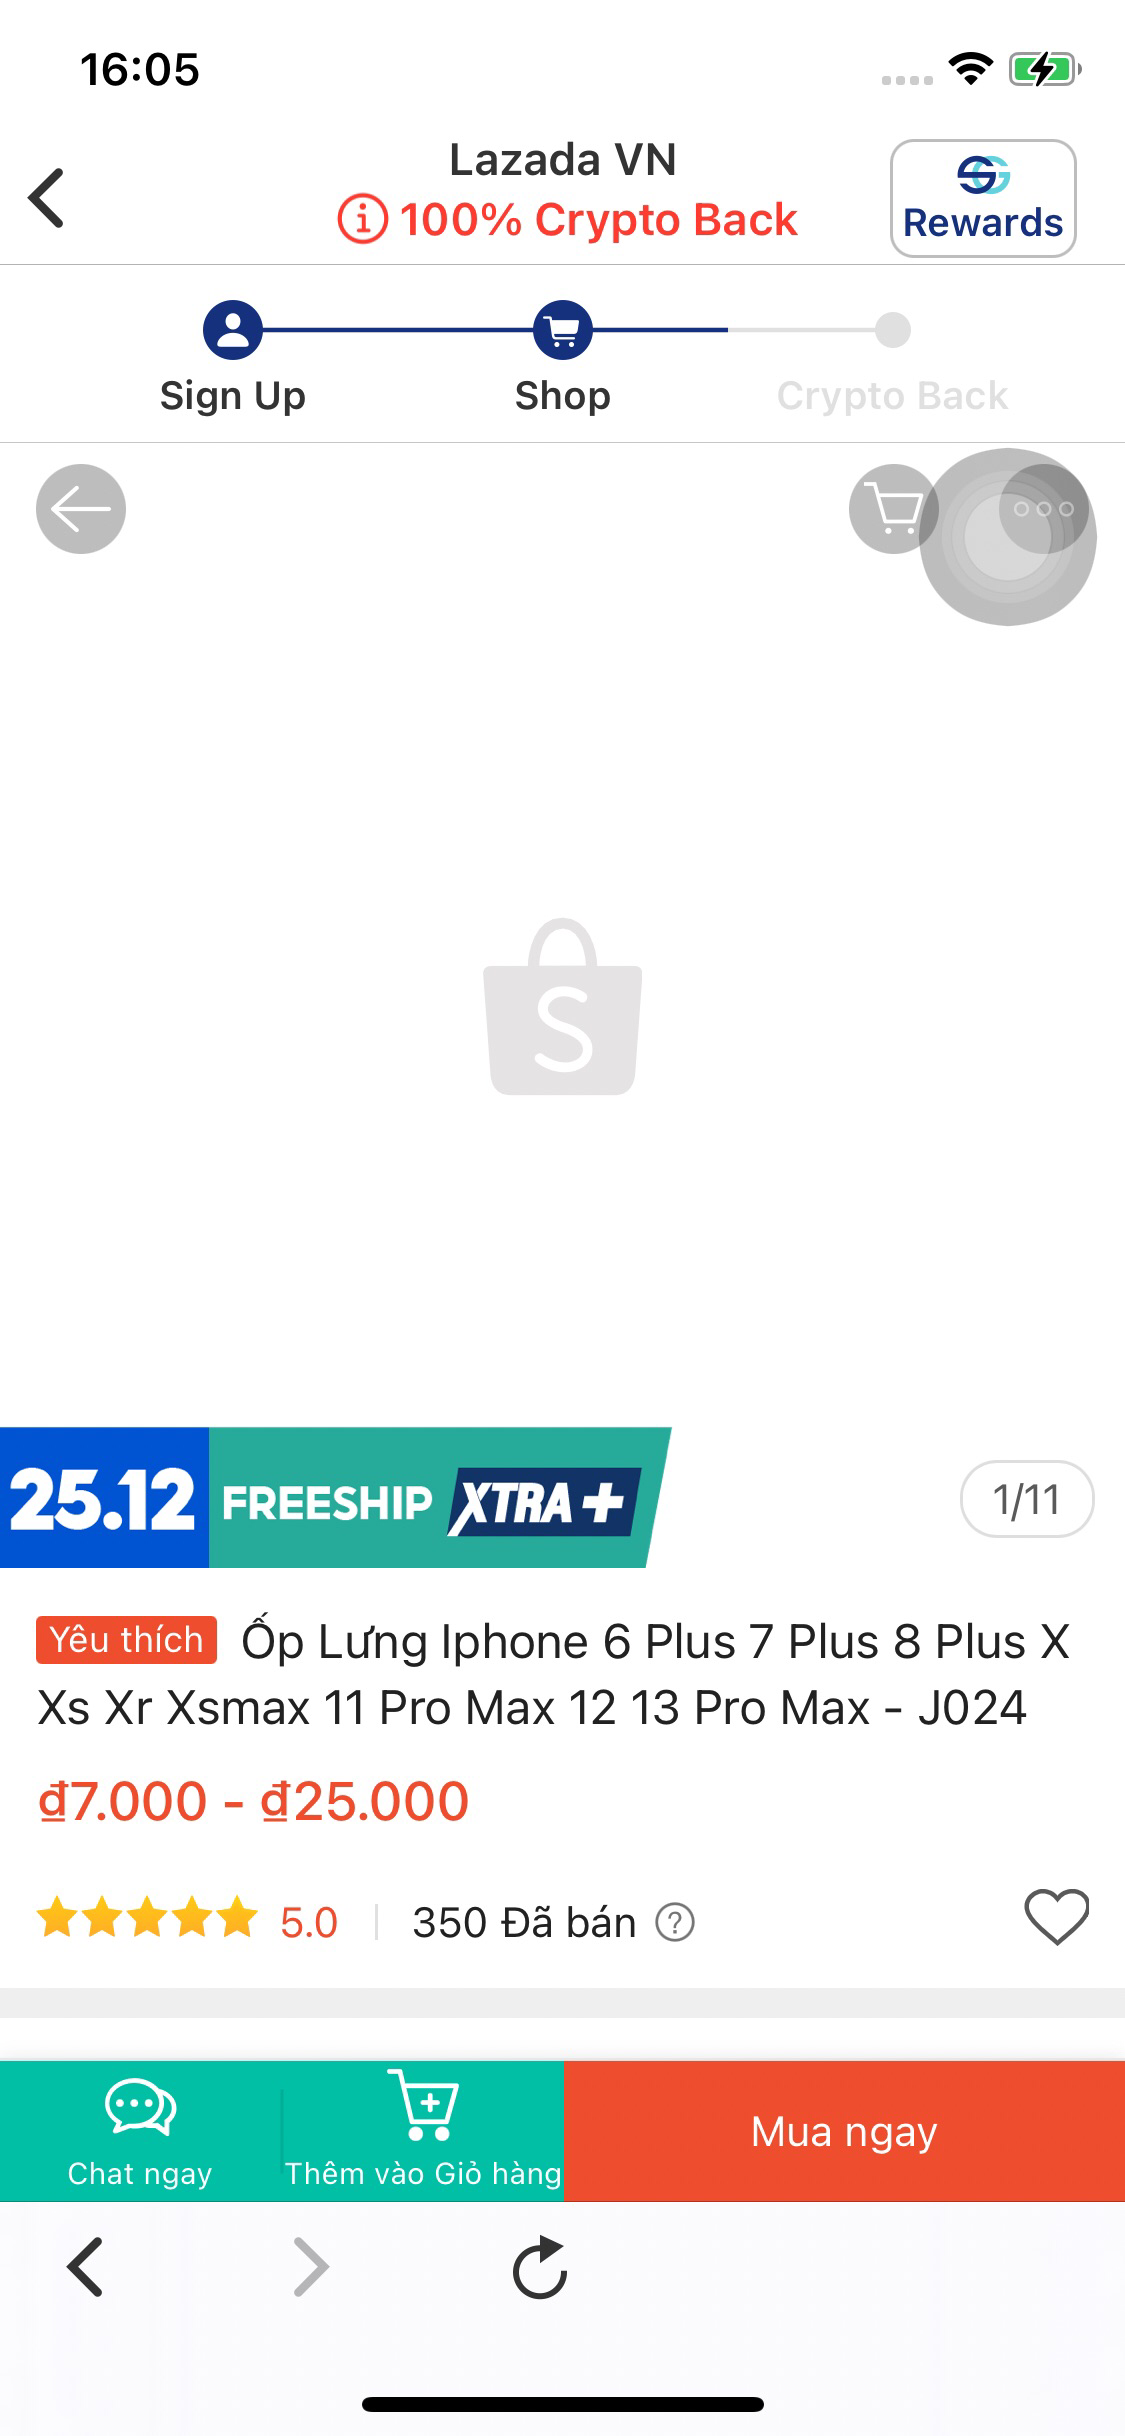 16:05
Lazada VN
100% Crypto Back
Rewards
Sign Up
Shop
Crypto Back
25.12 FREESHIP XTRA+
1/11
Yêu thích Ốp Lưng Iphone 6 Plus 7 Plus 8 Plus X
Xs Xr Xsmax 11 Pro Max 12 13 Pro Max - J024
₫7.000 - ₫25.000
5.0
350 Đã bán
Chat ngay
Thêm vào Giỏ hàng
Mua ngay